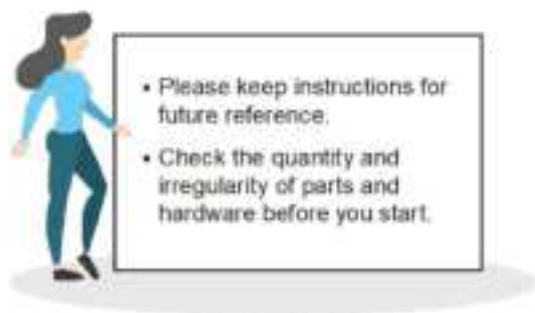 • Please keep instructions for
future reference.
• Check the quantity and
irregularity of parts and
hardware before you start.